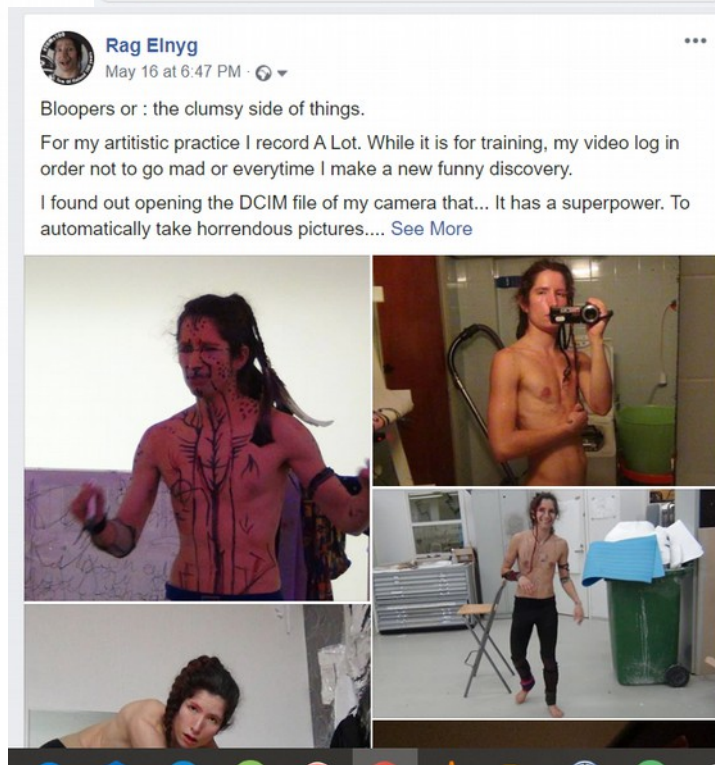 Rag Elnyg
May 16 at 6:47 PM ·
Bloopers or : the clumsy side of things.
For my artitistic practice I record A Lot. While it is for training, my video log in
order not to go mad or everytime I make a new funny discovery.
I found out opening the DCIM file of my camera that... It has a superpower. To
automatically take horrendous pictures.... See More